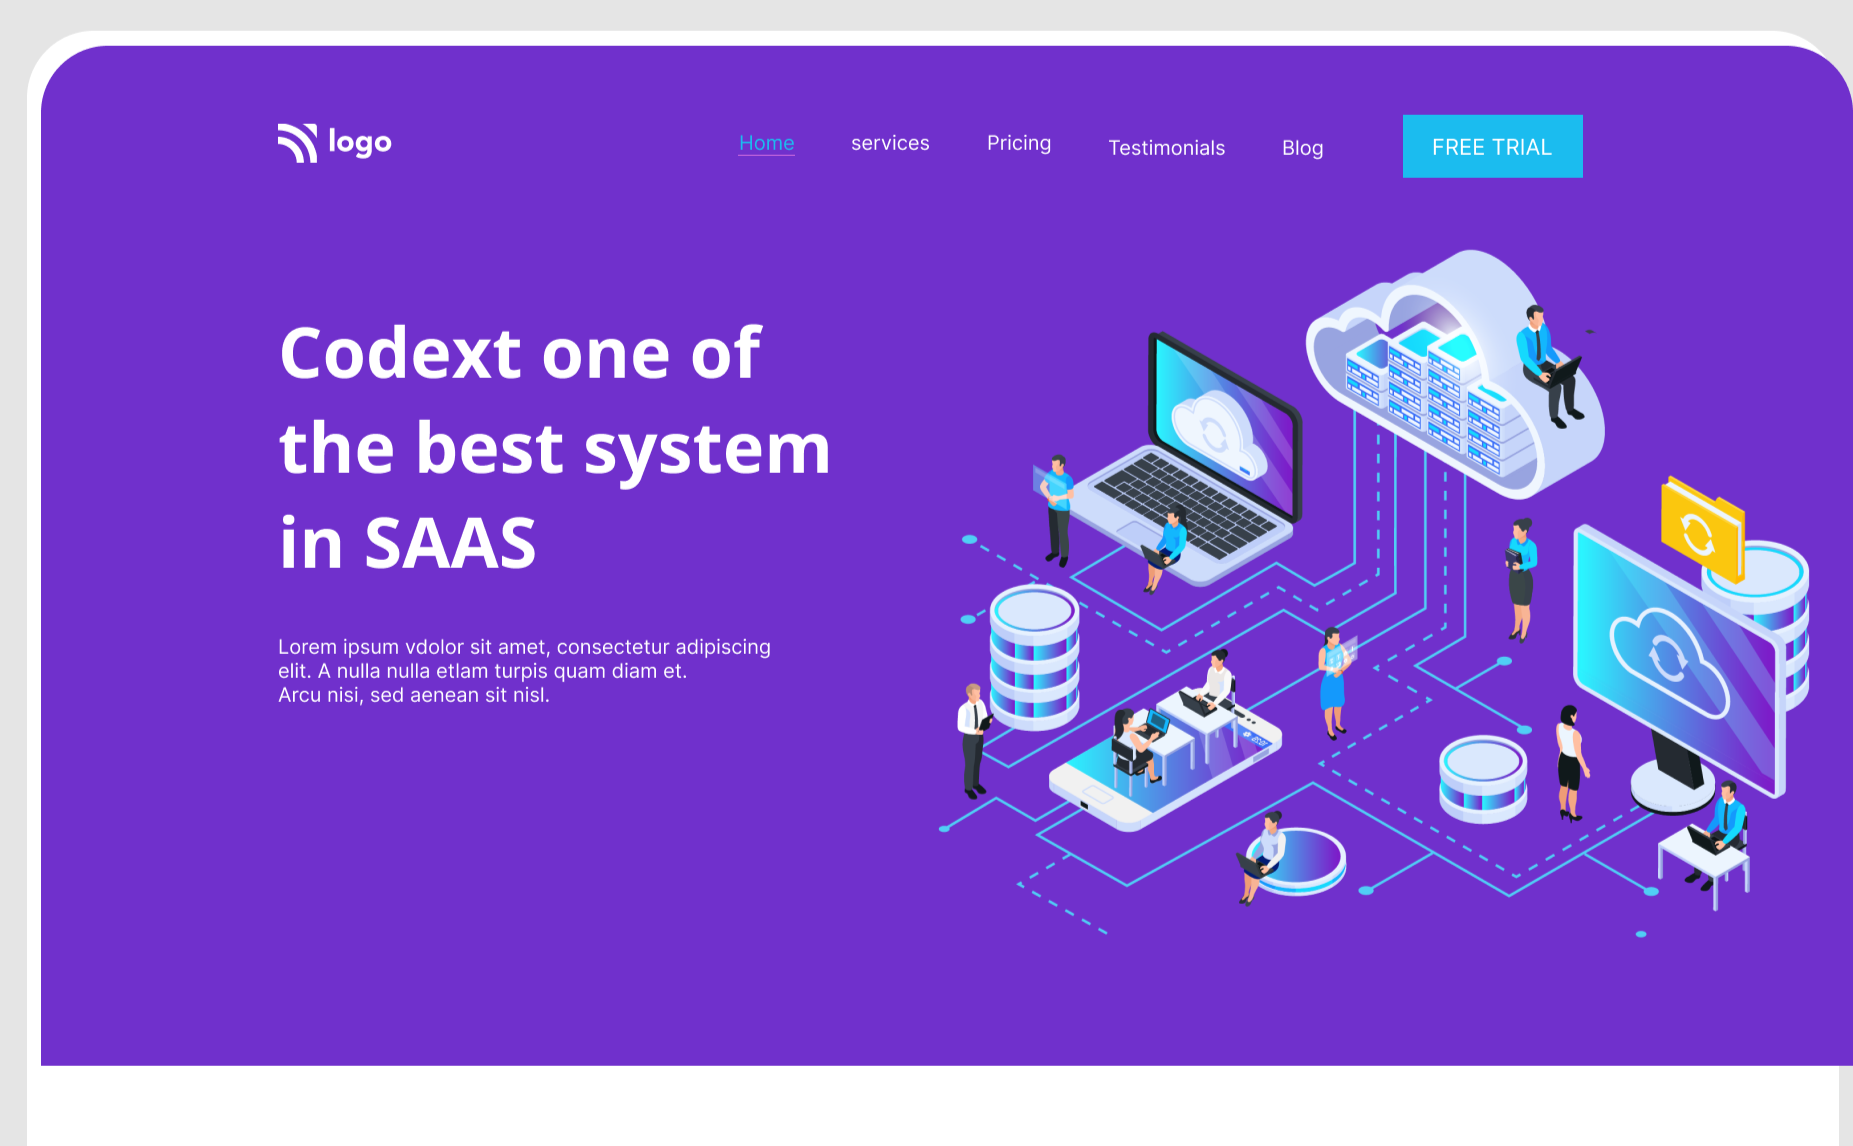 logo
Home services Pricing Testimonials Blog FREE TRIAL
Codext one of
the best system
in SAAS
Lorem ipsum vdolor sit amet, consectetur adipiscing
elit. A nulla nulla etlam turpis quam diam et.
Arcu nisi, sed aenean sit nisl.